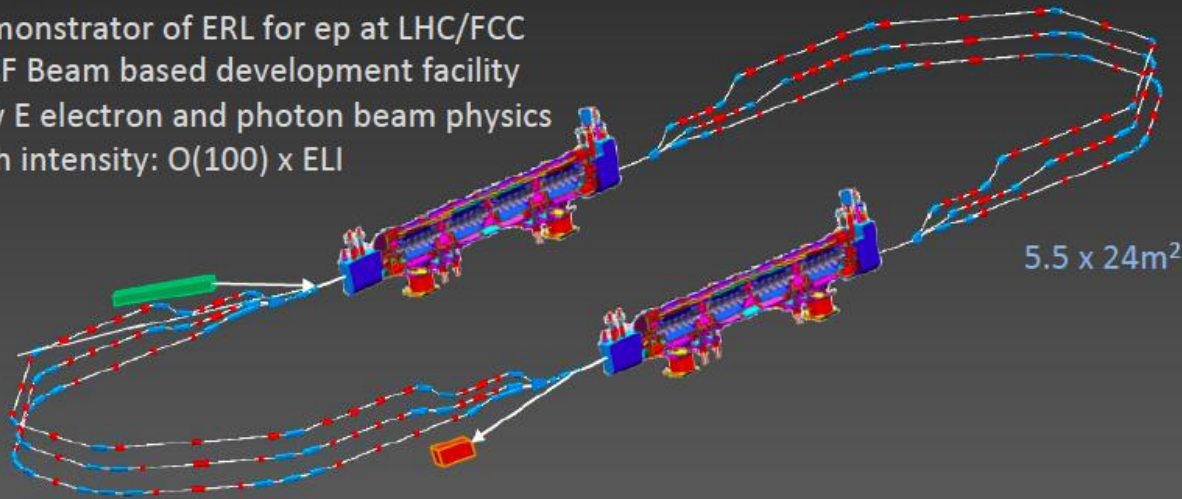 monstrator of ERL for ep at LHC/FCC
F Beam based development facility
E electron and photon beam physics
intensity: O(100) x ELI
5.5 x 24m²